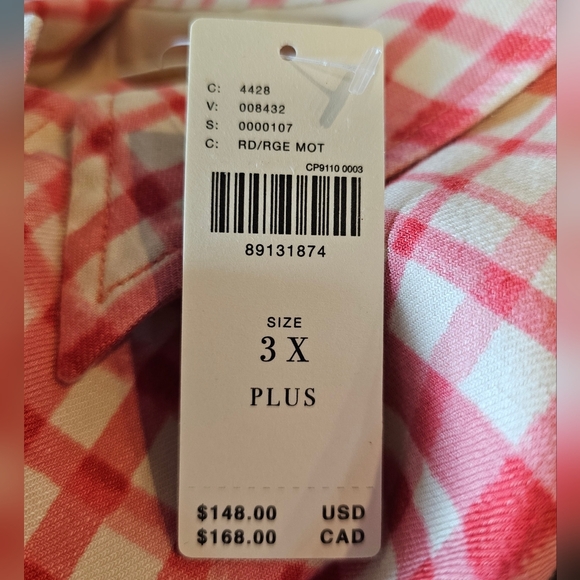 C: 4428
V: 008432
S: 0000107
C: RD/RGE MOT
CP9110 0003
89131874
SIZE
3 X
PLUS
$148.00 USD
$168.00 CAD